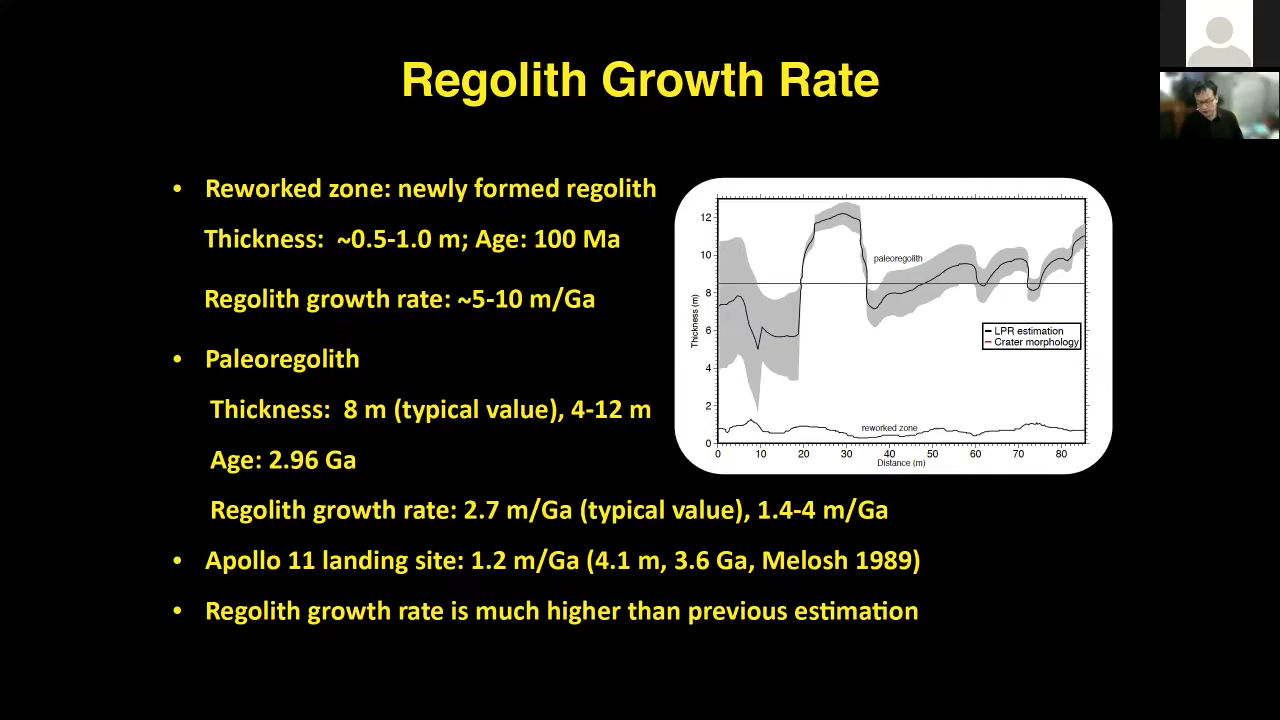 Regolith Growth Rate
• Reworked zone: newly formed regolith
Thickness: ~0.5-1.0 m; Age: 100 Ma
Regolith growth rate: ~5-10 m/Ga
• Paleoregolith
Thickness: 8 m (typical value), 4-12 m
Age: 2.96 Ga
Regolith growth rate: 2.7 m/Ga (typical value), 1.4-4 m/Ga
• Apollo 11 landing site: 1.2 m/Ga (4.1 m, 3.6 Ga, Melosh 1989)
• Regolith growth rate is much higher than previous estimation
Thickness (m)
12
10
8
6
4
2
0
paleoregolith
LPR estimation
Crater morphology
reworked zone
0 10 20 30 40 50 60 70 80
Distance (m)